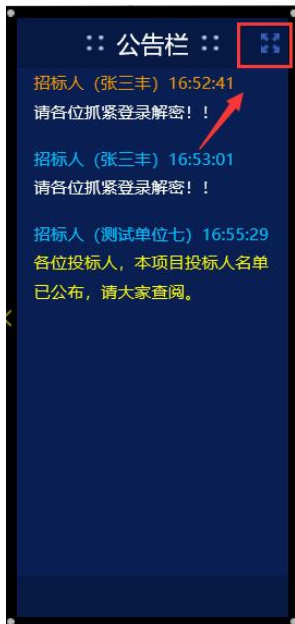 :: 公告栏 ::
招标人（张三丰）16:52:41
请各位抓紧登录解密！！
招标人（张三丰）16:53:01
请各位抓紧登录解密！！
招标人（测试单位七）16:55:29
各位投标人，本项目投标人名单
已公布，请大家查阅。